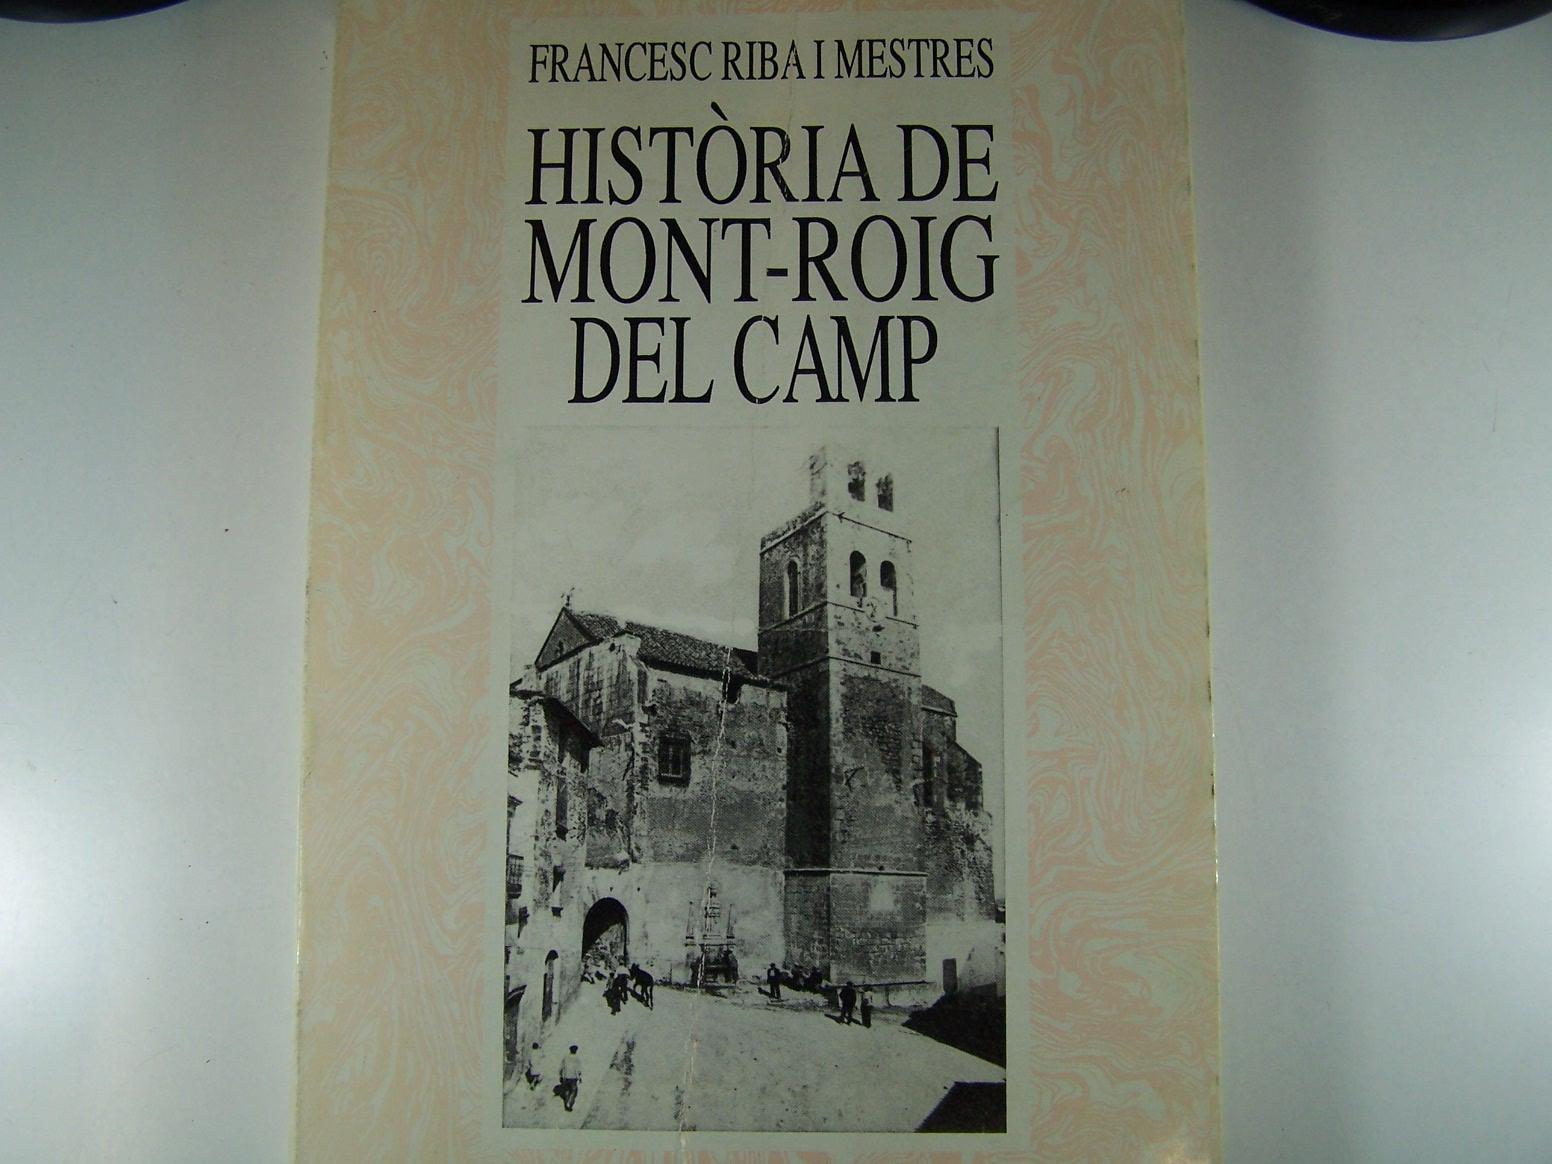 FRANCESC RIBA I MESTRES
HISTÒRIA DE
MONT-ROIG
DEL CAMP